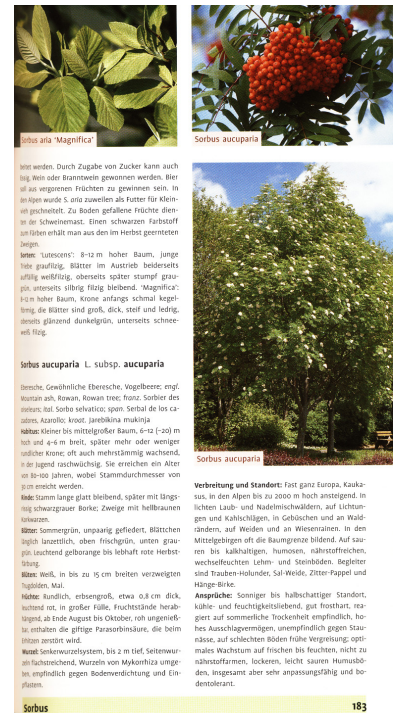 Sorbus aria 'Magnifica'
Sorbus aucuparia
beitet werden. Durch Zugabe von Zucker kann auch
Essig, Wein oder Branntwein gewonnen werden. Bier
soll aus vergorenen Früchten zu gewinnen sein. In
den Alpen wurde S. aria zuweilen als Futter für Klein-
vieh geschneitelt. Zu Boden gefallene Früchte dien-
ten der Schweinemast. Einen schwarzen Farbstoff
zum Färben erhält man aus den im Herbst geernteten
Zweigen.
Sorten: 'Lutescens': 8–12 m hoher Baum, junge
Triebe graufilzig, Blätter im Austrieb beiderseits
auffällig weißfilzig, oberseits später stumpf grau-
grün, unterseits silbrig filzig bleibend. 'Magnifica':
8–12 m hoher Baum, Krone anfangs schmal kegel-
förmig, die Blätter sind groß, dick, steif und ledrig,
oberseits glänzend dunkelgrün, unterseits schnee-
weiß filzig.
Sorbus aucuparia L. subsp. aucuparia
Eberesche, Gewöhnliche Eberesche, Vogelbeere; engl.
Mountain ash, Rowan, Rowan tree; franz. Sorbier des
oiseleurs; ital. Sorbo selvatico; span. Serbal de los ca-
zadores, Azarollo; kroat. Jarebikina mukinja
Habitus: Kleiner bis mittelgroßer Baum, 6–12 (–20) m
hoch und 4–6 m breit, später mehr oder weniger
rundlicher Krone; oft auch mehrstämmig wachsend,
in der Jugend raschwüchsig. Sie erreichen ein Alter
von 80–100 Jahren, wobei Stammdurchmesser von
30 cm erreicht werden.
Rinde: Stamm lange glatt bleibend, später mit längs-
rissig schwarzgrauer Borke; Zweige mit hellbraunen
Korkwarzen.
Blätter: Sommergrün, unpaarig gefiedert, Blättchen
länglich lanzettlich, oben frischgrün, unten grau-
grün. Leuchtend gelborange bis lebhaft rote Herbst-
färbung.
Blüten: Weiß, in bis zu 15 cm breiten verzweigten
Trugdolden, Mai.
Früchte: Rundlich, erbsengroß, etwa 0,8 cm dick,
leuchtend rot, in großer Fülle, Fruchtstände herab-
hängend, ab Ende August bis Oktober, roh ungenieß-
bar, enthalten die giftige Parasorbinsäure, die beim
Erhitzen zerstört wird.
Wurzel: Senkerwurzelsystem, bis 2 m tief, Seitenwur-
zeln flachstreichend, Wurzeln von Mykorrhiza umge-
ben, empfindlich gegen Bodenverdichtung und Ein-
pflastern.
Sorbus aucuparia
Verbreitung und Standort: Fast ganz Europa, Kauka-
sus, in den Alpen bis zu 2000 m hoch ansteigend. In
lichten Laub- und Nadelmischwäldern, auf Lichtun-
gen und Kahlschlägen, in Gebüschen und an Wald-
rändern, auf Weiden und an Wiesenrainen. In den
Mittelgebirgen oft die Baumgrenze bildend. Auf sau-
ren bis kalkhaltigen, humosen, nährstoffreichen,
wechselfeuchten Lehm- und Steinböden. Begleiter
sind Trauben-Holunder, Sal-Weide, Zitter-Pappel und
Hänge-Birke.
Ansprüche: Sonniger bis halbschattiger Standort,
kühle- und feuchtigkeitsliebend, gut frosthart, rea-
giert auf sommerliche Trockenheit empfindlich, ho-
hes Ausschlagvermögen, unempfindlich gegen Stau-
nässe, auf schlechten Böden frühe Vergreisung; opti-
males Wachstum auf frischen bis feuchten, nicht zu
nährstoffarmen, lockeren, leicht sauren Humusbö-
den, insgesamt aber sehr anpassungsfähig und bo-
dentolerant.
Sorbus
183